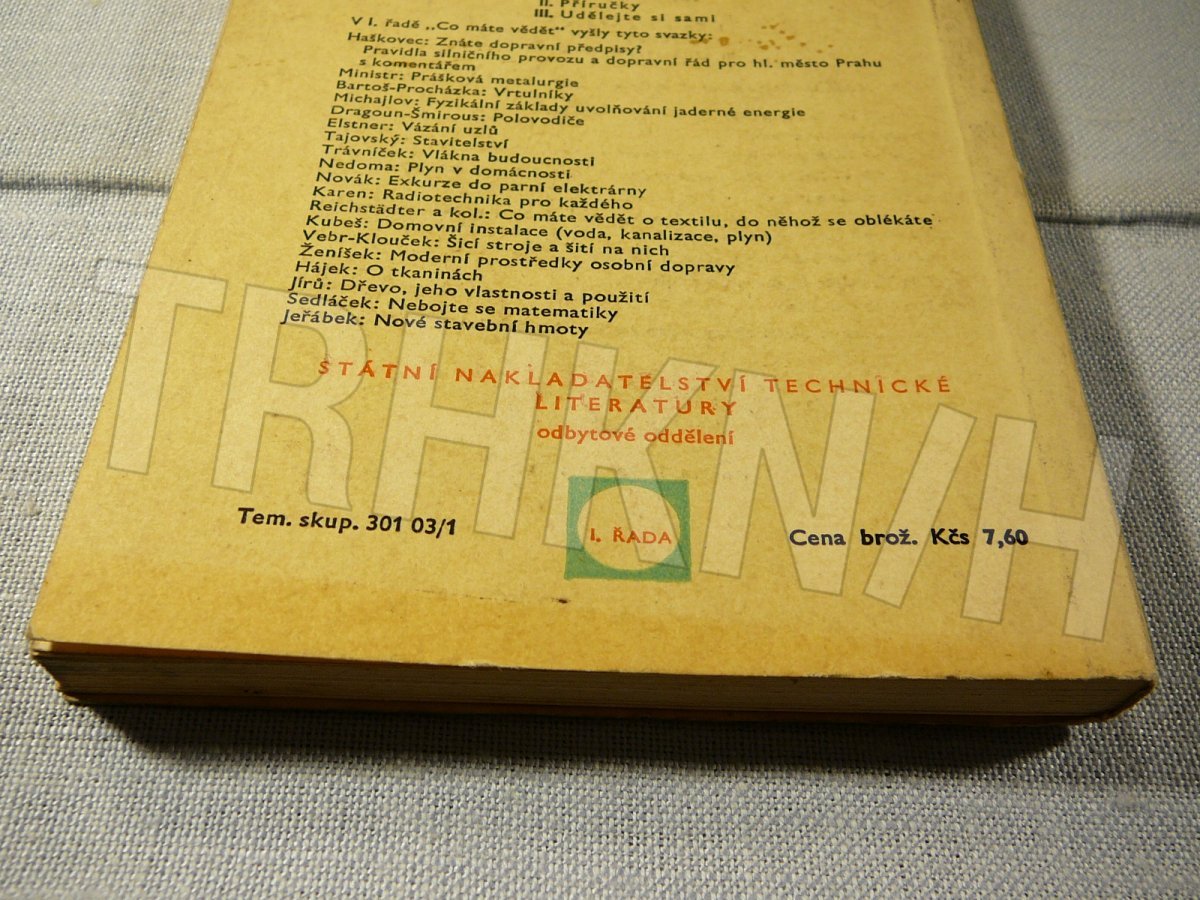 II. Příručky
III. Udělejte si sami
V I. řadě „Co máte vědět" vyšly tyto svazky:
Haškovec: Znáte dopravní předpisy?
Pravidla silničního provozu a dopravní řád pro hl. město Prahu
s komentářem
Ministr: Prášková metalurgie
Bartoš-Procházka: Vrtulníky
Michajlov: Fyzikální základy uvolňování jaderné energie
Dragoun-Šmirous: Polovodiče
Elstner: Vázání uzlů
Tajovský: Stavitelství
Trávníček: Vlákna budoucnosti
Nedoma: Plyn v domácnosti
Novák: Exkurze do parní elektrárny
Karen: Radiotechnika pro každého
Reichstädter a kol.: Co máte vědět o textilu, do něhož se oblékáte
Kubeš: Domovní instalace (voda, kanalizace, plyn)
Vebr-Klouček: Šicí stroje a šití na nich
Ženíšek: Moderní prostředky osobní dopravy
Hájek: O tkaninách
Jírů: Dřevo, jeho vlastnosti a použití
Sedláček: Nebojte se matematiky
Jeřábek: Nové stavební hmoty
STÁTNÍ NAKLADATELSTVÍ TECHNICKÉ
LITERATURY
odbytové oddělení
Tem. skup. 301 03/1
I. ŘADA
Cena brož. Kčs 7,60
TRHKNIH